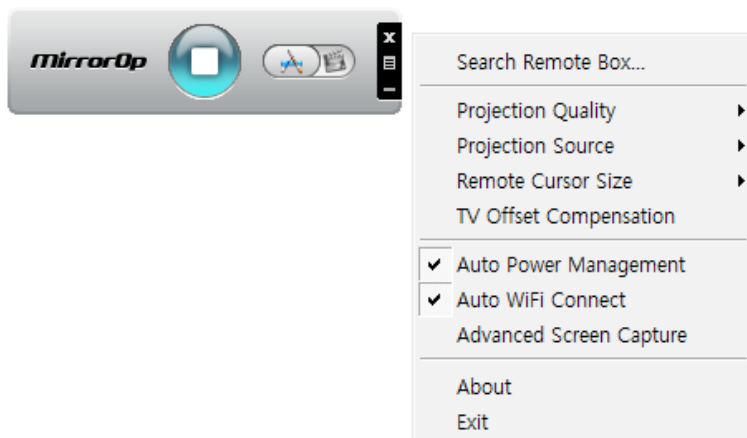 MirrorOp
Search Remote Box...
Projection Quality
Projection Source
Remote Cursor Size
TV Offset Compensation
Auto Power Management
Auto WiFi Connect
Advanced Screen Capture
About
Exit